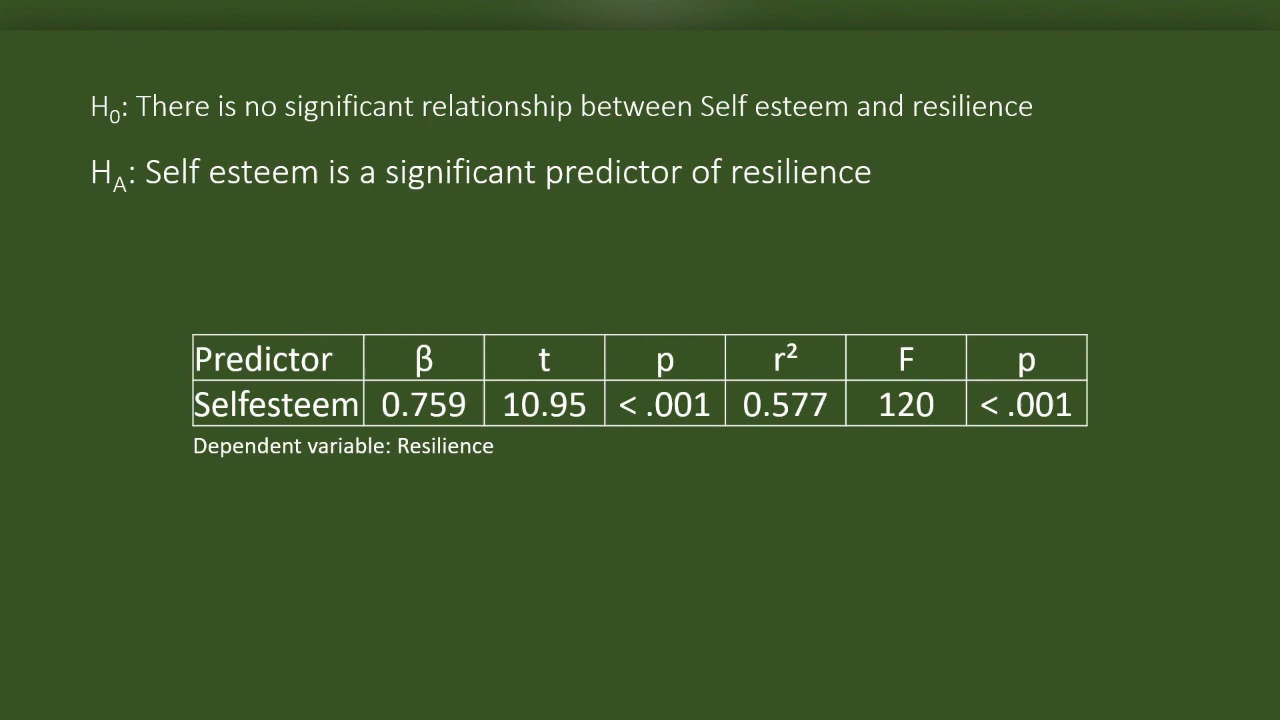 H₀: There is no significant relationship between Self esteem and resilience
Hₐ: Self esteem is a significant predictor of resilience
Predictor β t p r² F p
Selfesteem 0.759 10.95 < .001 0.577 120 < .001
Dependent variable: Resilience